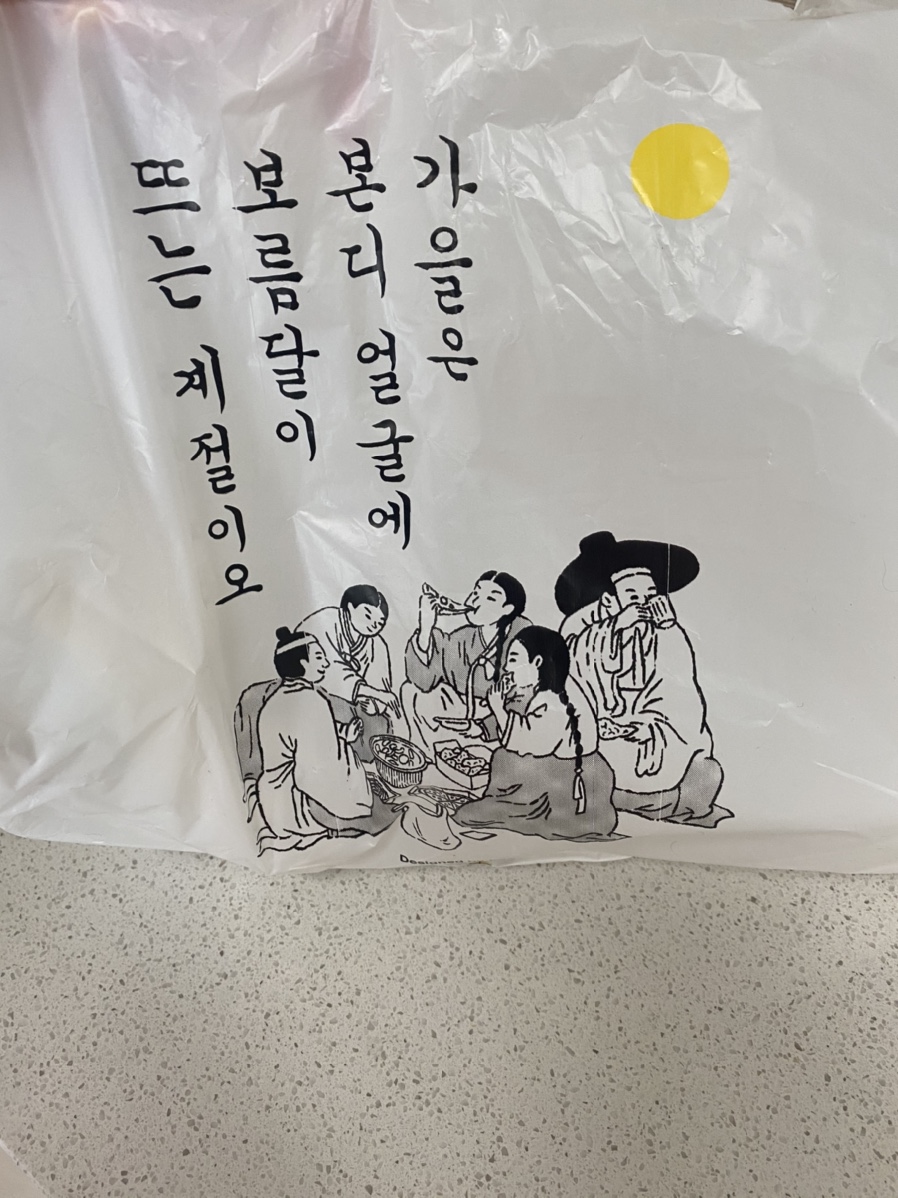 가을은
본디 얼굴에
보름달이
뜨는 계절이오